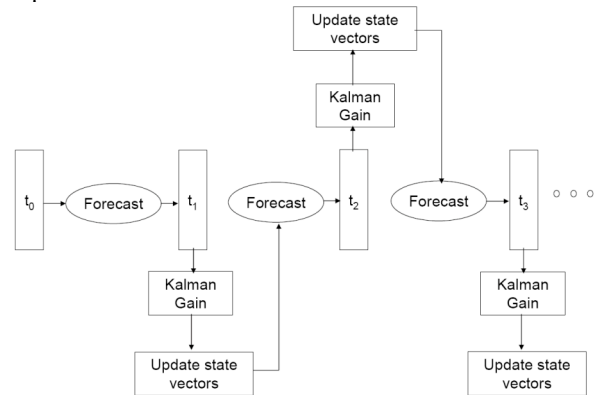 Update state
vectors
Kalman
Gain
t₀
Forecast
t₁
Forecast
t₂
Forecast
t₃
Kalman
Gain
Kalman
Gain
Update state
vectors
Update state
vectors